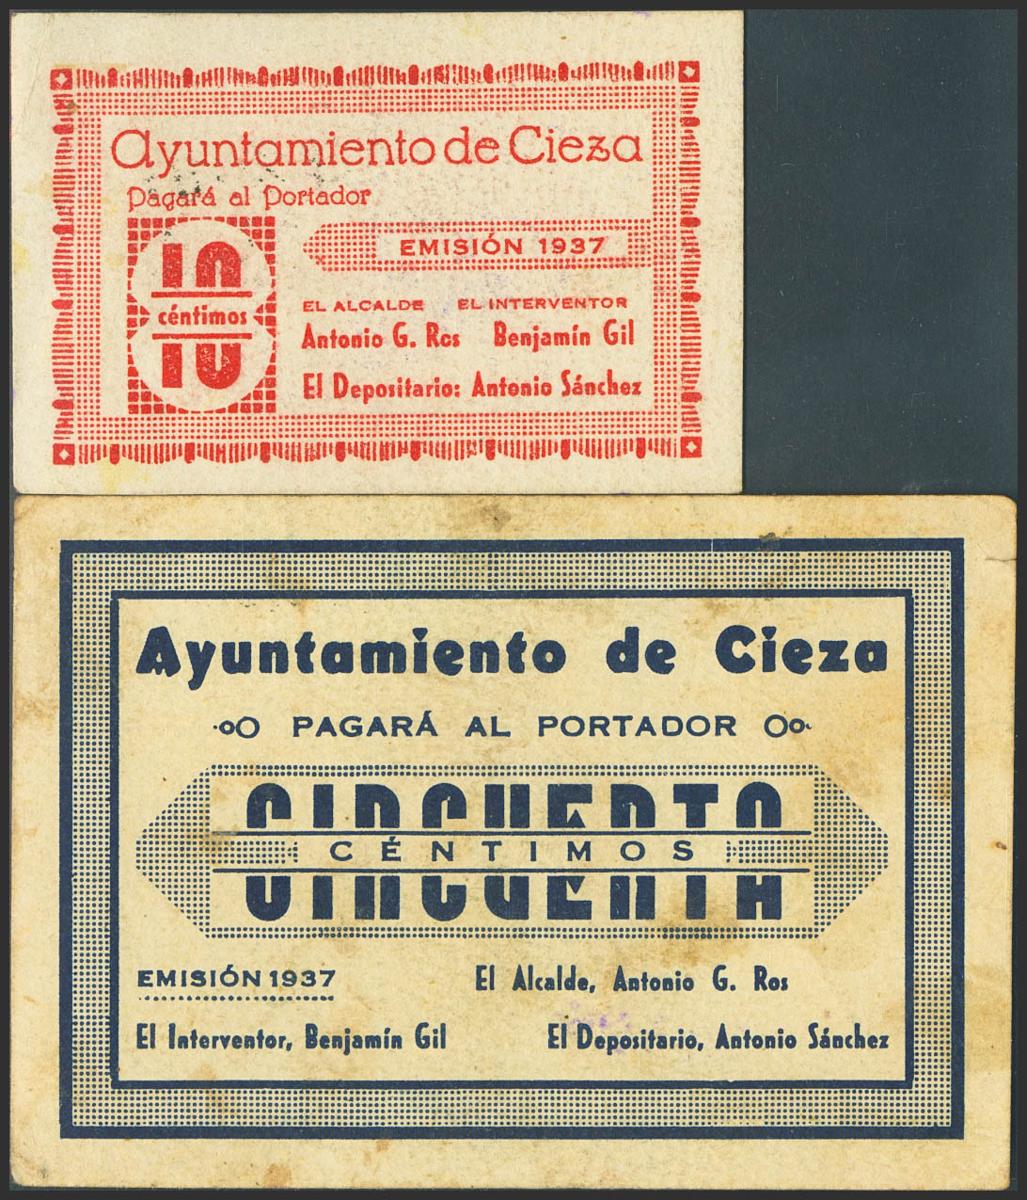 Ayuntamiento de Cieza
Pagará al Portador
10
céntimos
10
EMISIÓN 1937
EL ALCALDE EL INTERVENTOR
Antonio G. Ros Benjamín Gil
El Depositario: Antonio Sánchez
Ayuntamiento de Cieza
PAGARÁ AL PORTADOR
CINCUENTA
CÉNTIMOS
CINCUENTA
EMISIÓN 1937
El Alcalde, Antonio G. Ros
El Interventor, Benjamín Gil
El Depositario, Antonio Sánchez